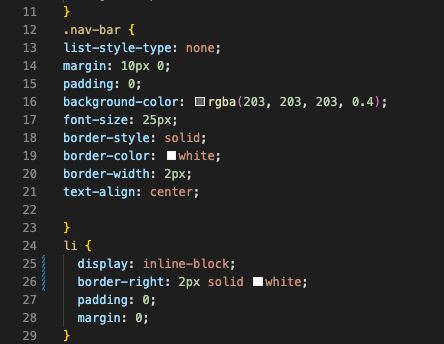 11 }
12 .nav-bar {
13 list-style-type: none;
14 margin: 10px 0;
15 padding: 0;
16 background-color: rgba(203, 203, 203, 0.4);
17 font-size: 25px;
18 border-style: solid;
19 border-color: white;
20 border-width: 2px;
21 text-align: center;
22
23 }
24 li {
25 display: inline-block;
26 border-right: 2px solid white;
27 padding: 0;
28 margin: 0;
29 }